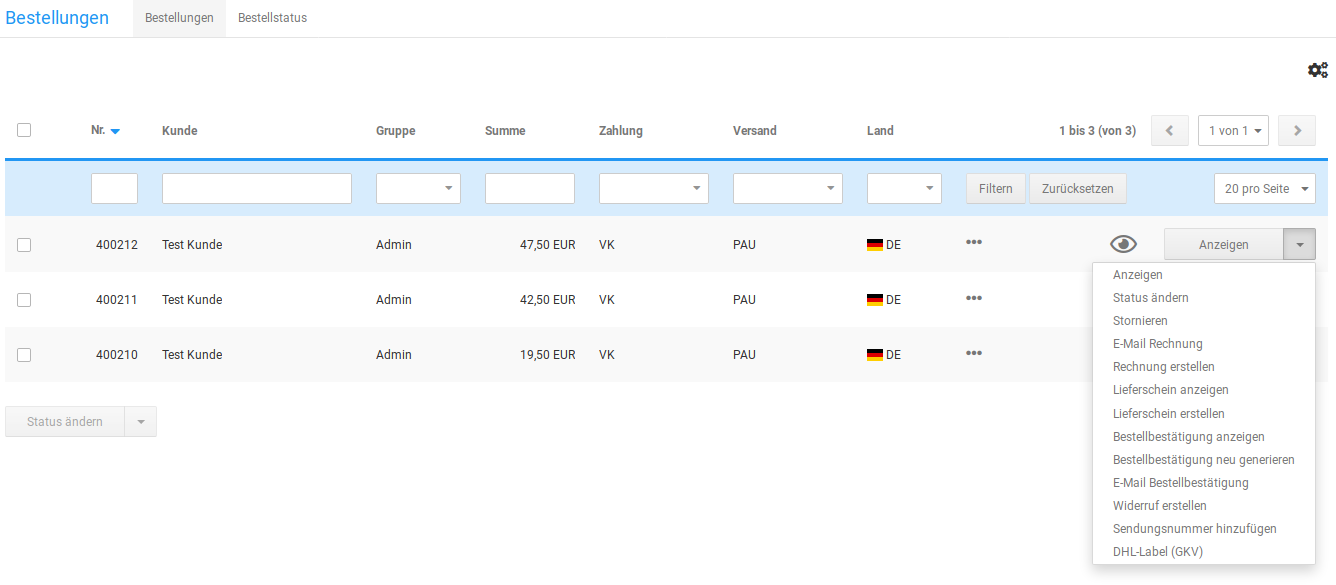 Bestellungen Bestellungen Bestellstatus
Nr. Kunde Gruppe Summe Zahlung Versand Land 1 bis 3 (von 3) 1 von 1
Filtern Zurücksetzen 20 pro Seite
400212 Test Kunde Admin 47,50 EUR VK PAU DE ••• Anzeigen
400211 Test Kunde Admin 42,50 EUR VK PAU DE •••
400210 Test Kunde Admin 19,50 EUR VK PAU DE •••
Anzeigen
Status ändern
Stornieren
E-Mail Rechnung
Rechnung erstellen
Lieferschein anzeigen
Lieferschein erstellen
Bestellbestätigung anzeigen
Bestellbestätigung neu generieren
E-Mail Bestellbestätigung
Widerruf erstellen
Sendungsnummer hinzufügen
DHL-Label (GKV)
Status ändern